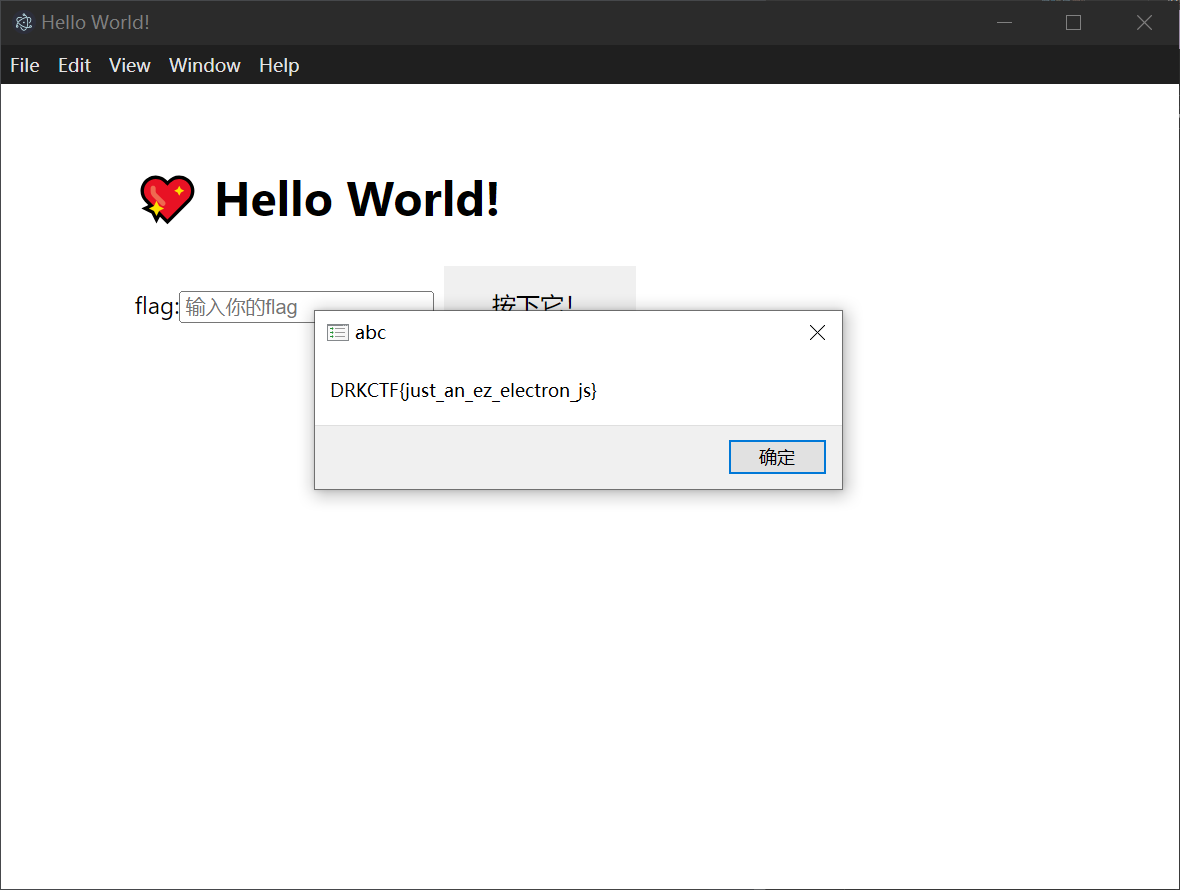 Hello World!
File Edit View Window Help
Hello World!
flag: 输入你的flag 按下它!
abc
DRKCTF{just_an_ez_electron_js}
确定